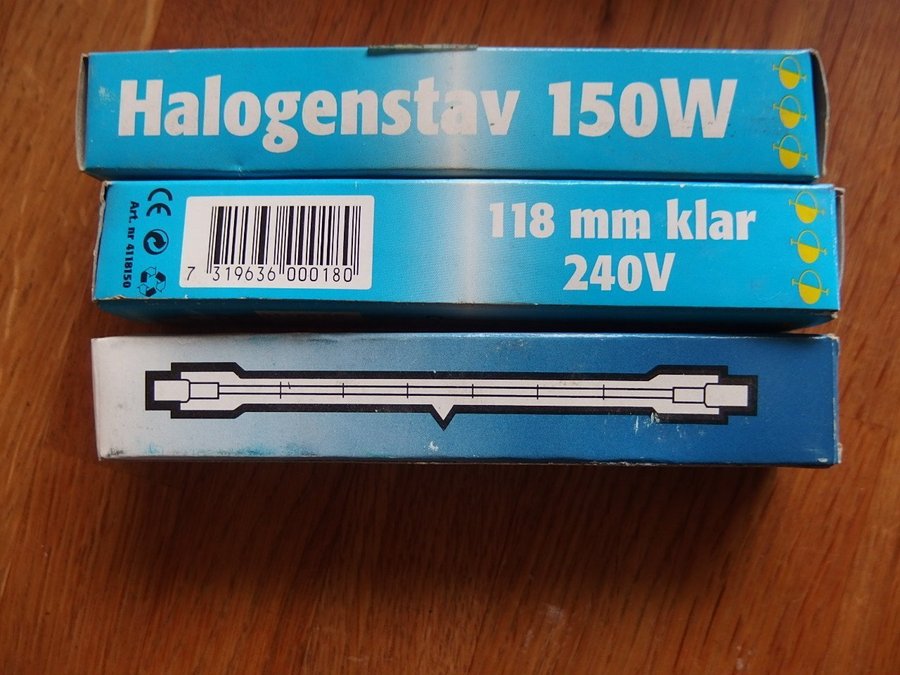 Halogenstav 150W
CE
Art. nr 4118150
7 319636 000180
118 mm klar
240V